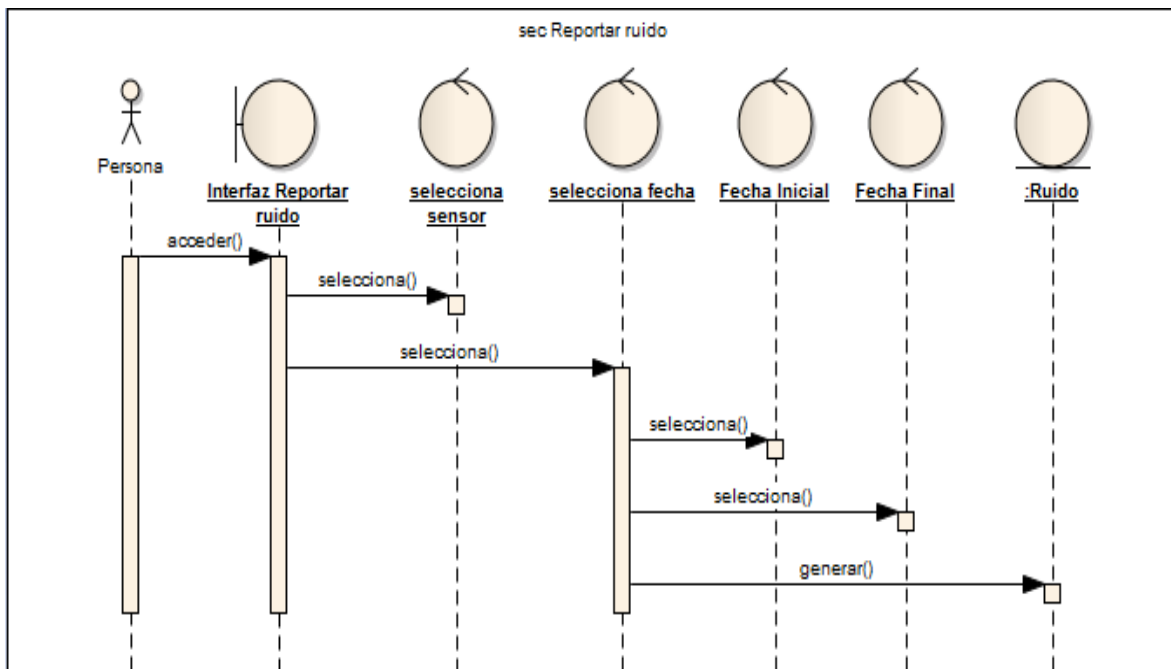 sec Reportar ruido
Persona
Interfaz Reportar
ruido
selecciona
sensor
selecciona fecha
Fecha Inicial
Fecha Final
:Ruido
acceder()
selecciona()
selecciona()
selecciona()
selecciona()
generar()